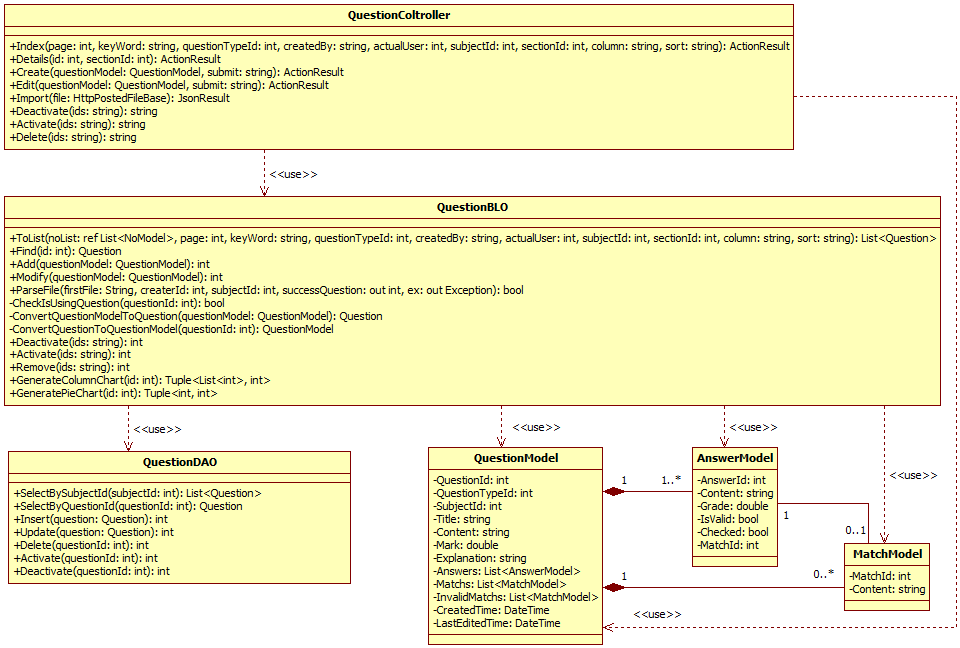 QuestionColtroller
+Index(page: int, keyWord: string, questionTypeId: int, createdBy: string, actualUser: int, subjectId: int, sectionId: int, column: string, sort: string): ActionResult
+Details(id: int, sectionId: int): ActionResult
+Create(questionModel: QuestionModel, submit: string): ActionResult
+Edit(questionModel: QuestionModel, submit: string): ActionResult
+Import(file: HttpPostedFileBase): JsonResult
+Deactivate(ids: string): string
+Activate(ids: string): string
+Delete(ids: string): string
<<use>>
QuestionBLO
+ToList(noList: ref List<NoModel>, page: int, keyWord: string, questionTypeId: int, createdBy: string, actualUser: int, subjectId: int, sectionId: int, column: string, sort: string): List<Question>
+Find(id: int): Question
+Add(questionModel: QuestionModel): int
+Modify(questionModel: QuestionModel): int
+ParseFile(firstFile: String, createrId: int, subjectId: int, successQuestion: out int, ex: out Exception): bool
-CheckIsUsingQuestion(questionId: int): bool
-ConvertQuestionModelToQuestion(questionModel: QuestionModel): Question
-ConvertQuestionToQuestionModel(questionId: int): QuestionModel
+Deactivate(ids: string): int
+Activate(ids: string): int
+Remove(ids: string): int
+GenerateColumnChart(id: int): Tuple<List<int>, int>
+GeneratePieChart(id: int): Tuple<int, int>
<<use>>
<<use>>
<<use>>
<<use>>
QuestionDAO
+SelectBySubjectId(subjectId: int): List<Question>
+SelectByQuestionId(questionId: int): Question
+Insert(question: Question): int
+Update(question: Question): int
+Delete(questionId: int): int
+Activate(questionId: int): int
+Deactivate(questionId: int): int
QuestionModel
-QuestionId: int
-QuestionTypeId: int
-SubjectId: int
-Title: string
-Content: string
-Mark: double
-Explanation: string
-Answers: List<AnswerModel>
-Matchs: List<MatchModel>
-InvalidMatchs: List<MatchModel>
-CreatedTime: DateTime
-LastEditedTime: DateTime
1
1..*
AnswerModel
-AnswerId: int
-Content: string
-Grade: double
-IsValid: bool
-Checked: bool
-MatchId: int
1
0..1
MatchModel
-MatchId: int
-Content: string
1
0..*
<<use>>